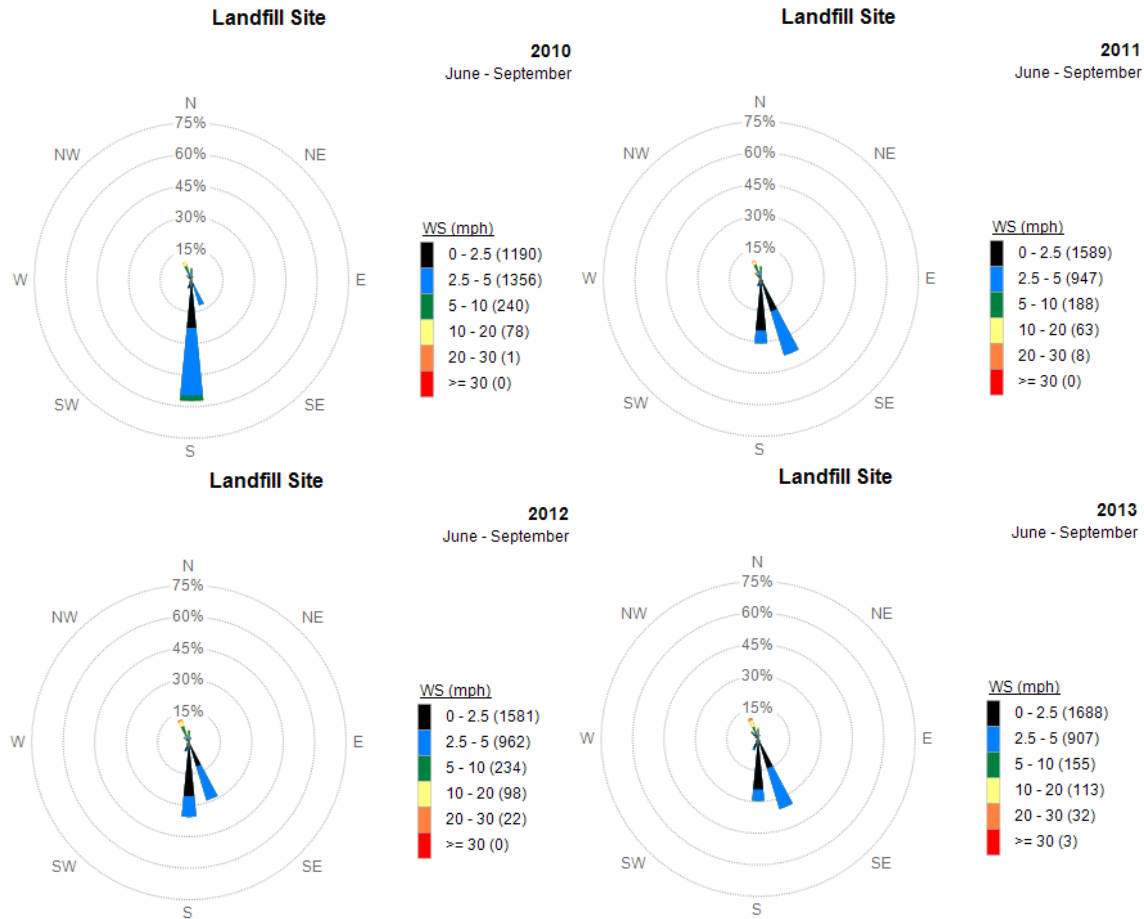 Landfill Site
2010
June - September
N
75%
60%
45%
30%
15%
NW
NE
W
E
SW
SE
S
WS (mph)
0 - 2.5 (1190)
2.5 - 5 (1356)
5 - 10 (240)
10 - 20 (78)
20 - 30 (1)
>= 30 (0)
Landfill Site
2011
June - September
N
75%
60%
45%
30%
15%
NW
NE
W
E
SW
SE
S
WS (mph)
0 - 2.5 (1589)
2.5 - 5 (947)
5 - 10 (188)
10 - 20 (63)
20 - 30 (8)
>= 30 (0)
Landfill Site
2012
June - September
N
75%
60%
45%
30%
15%
NW
NE
W
E
SW
SE
S
WS (mph)
0 - 2.5 (1581)
2.5 - 5 (962)
5 - 10 (234)
10 - 20 (98)
20 - 30 (22)
>= 30 (0)
Landfill Site
2013
June - September
N
75%
60%
45%
30%
15%
NW
NE
W
E
SW
SE
S
WS (mph)
0 - 2.5 (1688)
2.5 - 5 (907)
5 - 10 (155)
10 - 20 (113)
20 - 30 (32)
>= 30 (3)